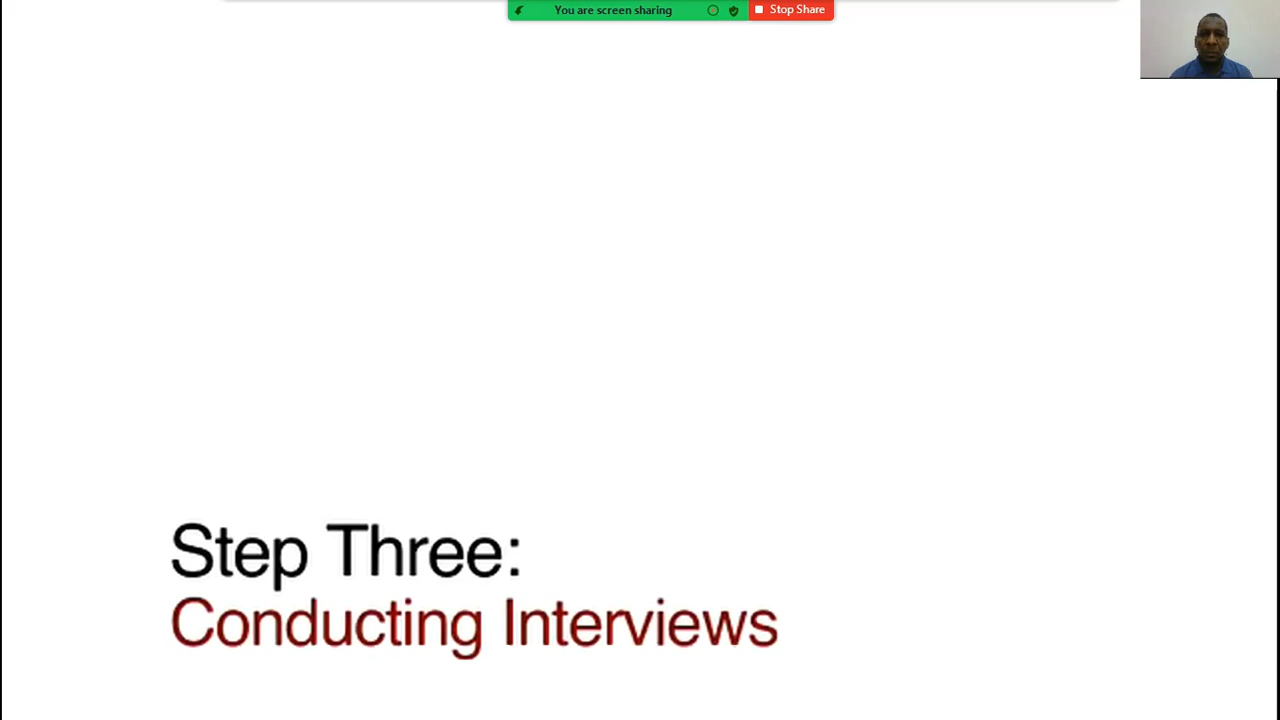 You are screen sharing
Stop Share
Step Three:
Conducting Interviews